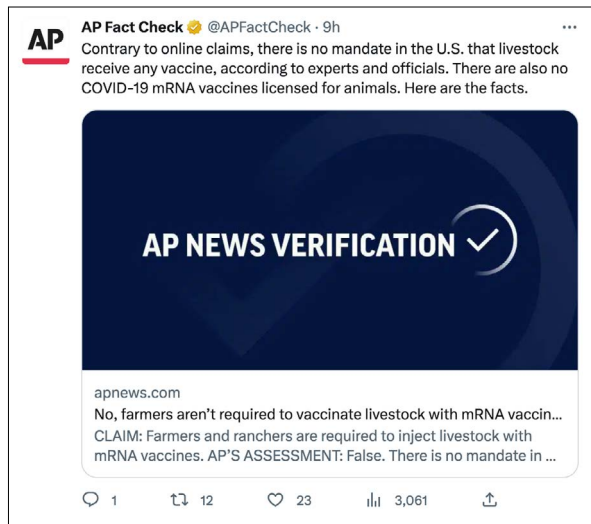 AP
AP Fact Check @APFactCheck · 9h
Contrary to online claims, there is no mandate in the U.S. that livestock
receive any vaccine, according to experts and officials. There are also no
COVID-19 mRNA vaccines licensed for animals. Here are the facts.
AP NEWS VERIFICATION
apnews.com
No, farmers aren’t required to vaccinate livestock with mRNA vaccin...
CLAIM: Farmers and ranchers are required to inject livestock with
mRNA vaccines. AP’S ASSESSMENT: False. There is no mandate in ...
1 12 23 3,061